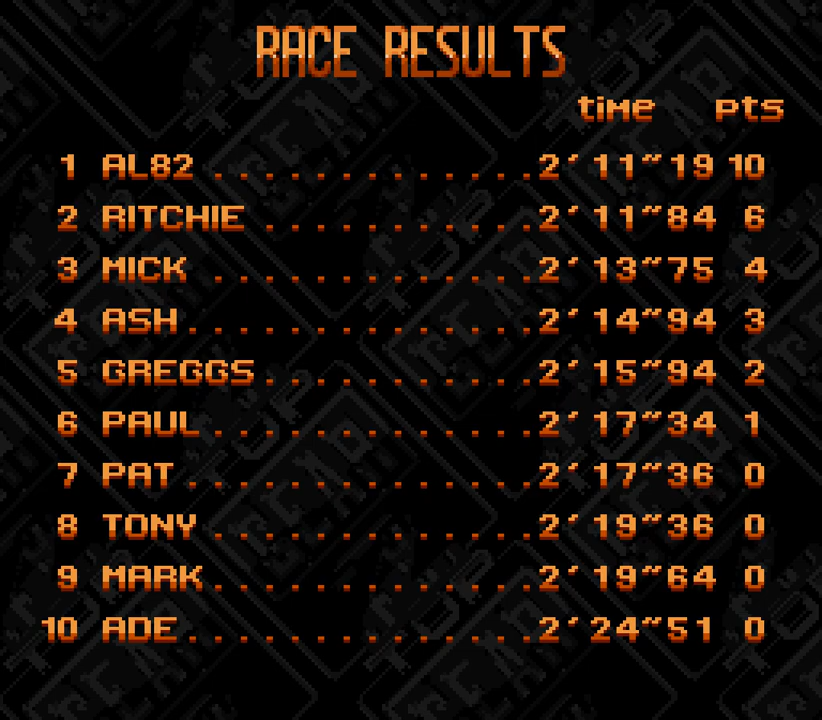 RACE RESULTS
time pts
1 AL82 . . . . . . . . . . . . .2'11"19 10
2 RITCHIE . . . . . . . . . . .2'11"84 6
3 MICK . . . . . . . . . . . . .2'13"75 4
4 ASH. . . . . . . . . . . . . .2'14"94 3
5 GREGGS. . . . . . . . . . .2'15"94 2
6 PAUL. . . . . . . . . . . . .2'17"34 1
7 PAT . . . . . . . . . . . . . .2'17"36 0
8 TONY . . . . . . . . . . . . .2'19"36 0
9 MARK. . . . . . . . . . . . .2'19"64 0
10 ADE. . . . . . . . . . . . . .2'24"51 0